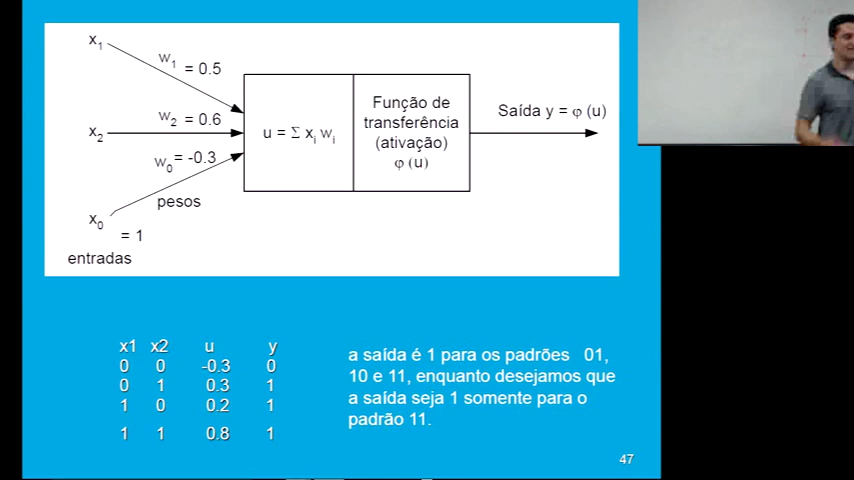 x1
w1 = 0.5
x2
w2 = 0.6
w0 = -0.3
x0 = 1
pesos
entradas
u = Σ xi wi
Função de
transferência
(ativação)
φ (u)
Saída y = φ (u)
x1 x2 u y
0 0 -0.3 0
0 1 0.3 1
1 0 0.2 1
1 1 0.8 1
a saída é 1 para os padrões 01,
10 e 11, enquanto desejamos que
a saída seja 1 somente para o
padrão 11.
47